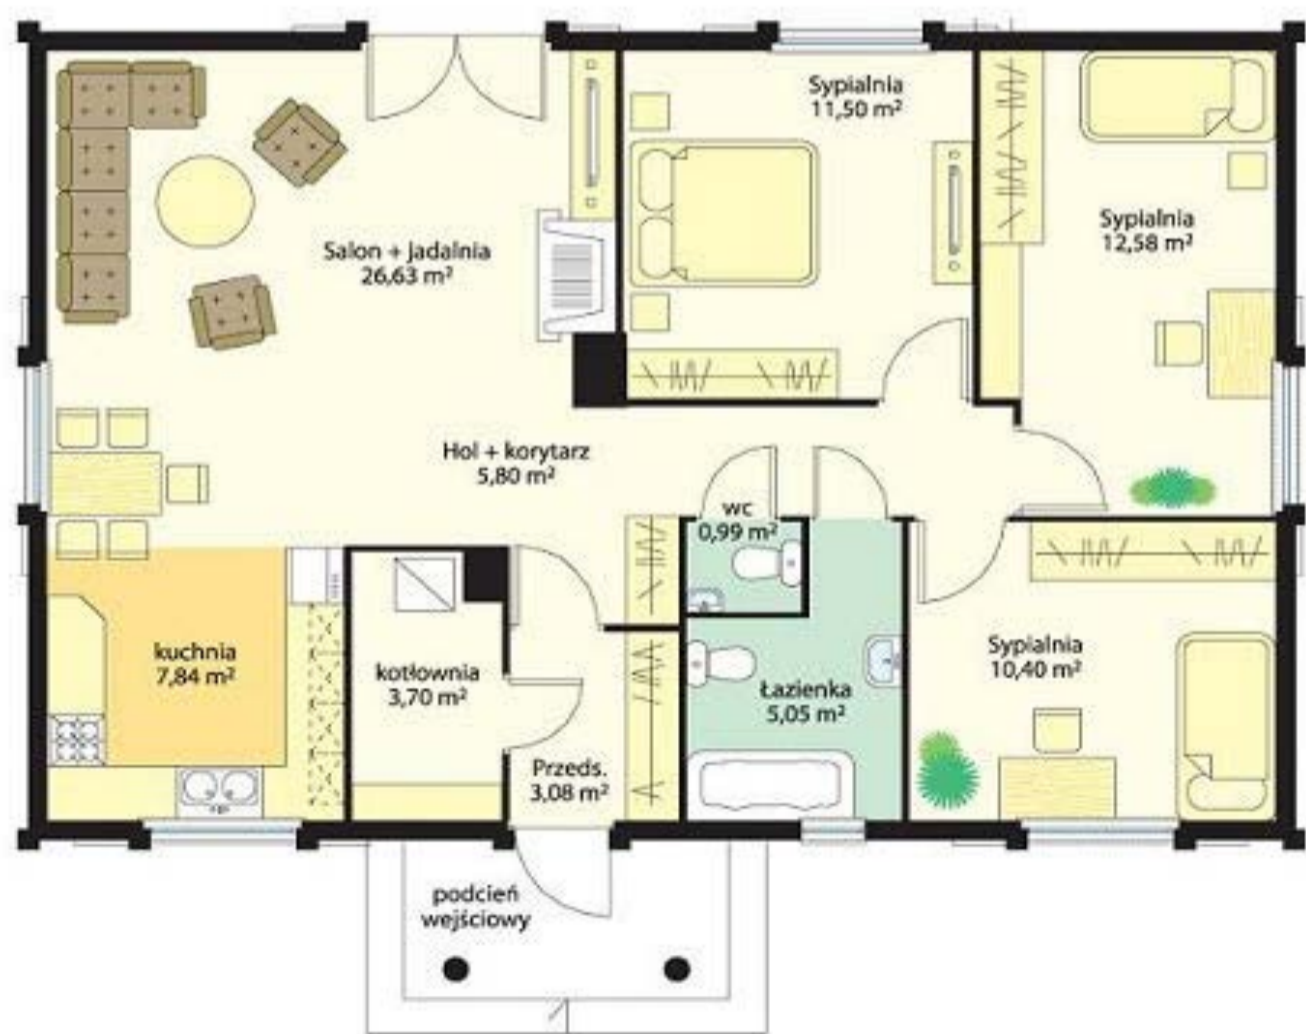 Sypialnia
11,50 m²
Sypialnia
12,58 m²
Salon + jadalnia
26,63 m²
Hol + korytarz
5,80 m²
wc
0,99 m²
kuchnia
7,84 m²
kotłownia
3,70 m²
Łazienka
5,05 m²
Sypialnia
10,40 m²
Przeds.
3,08 m²
podcień
wejściowy